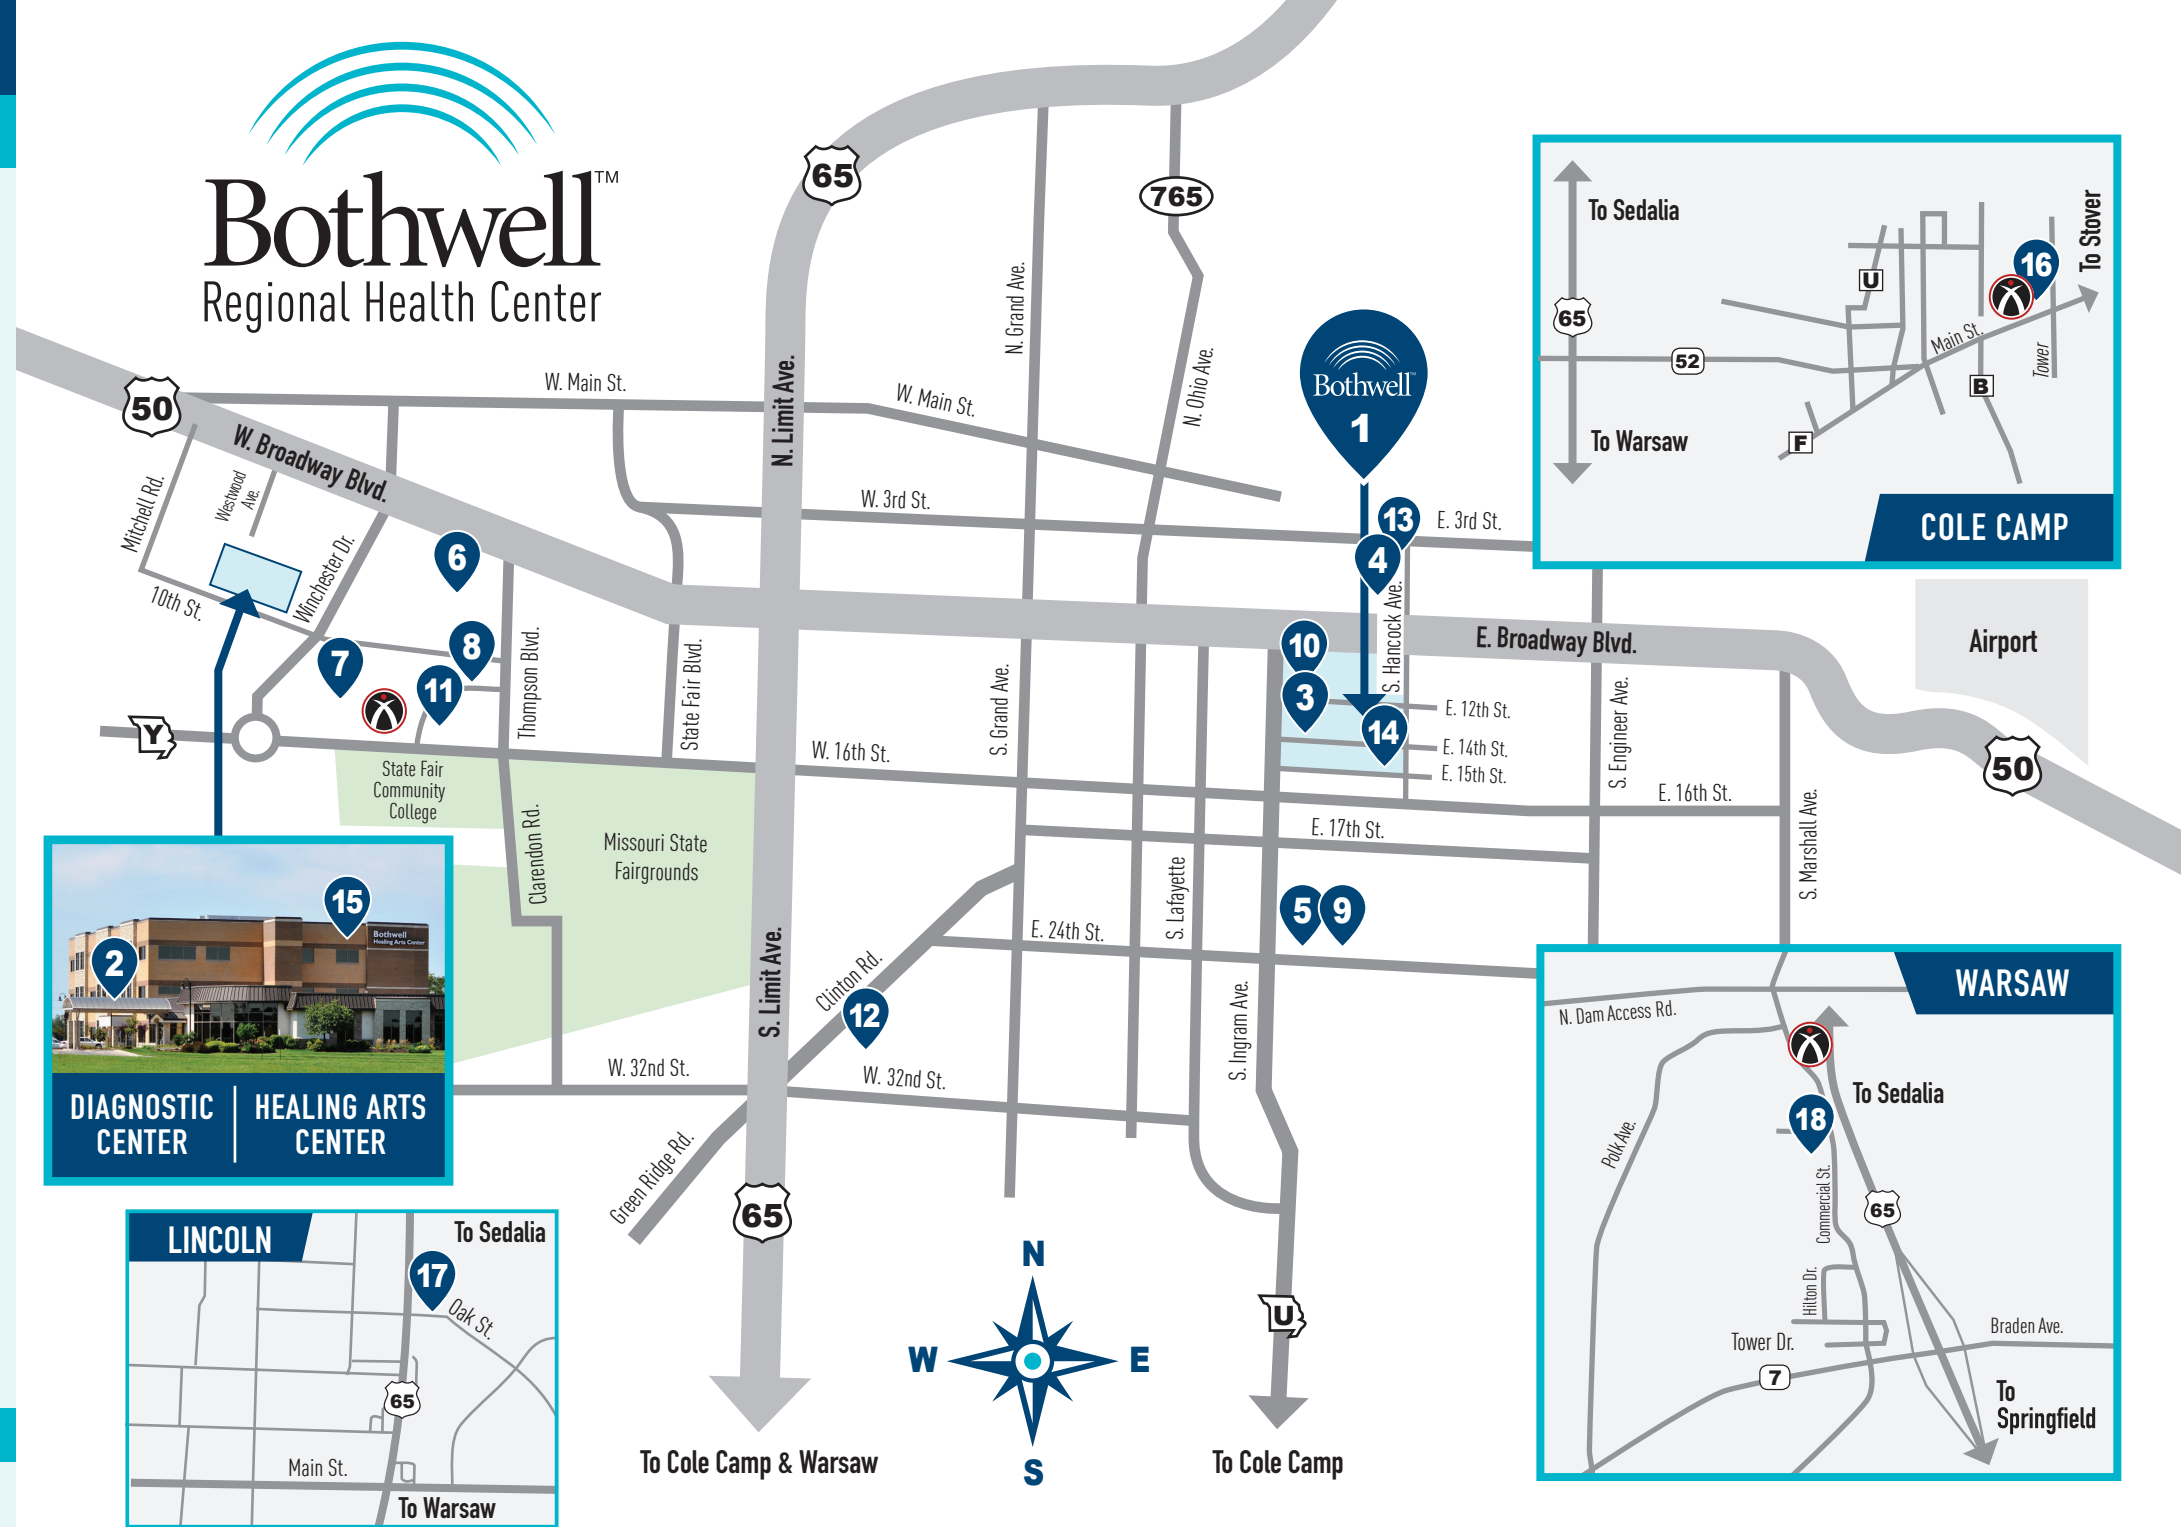 Bothwell™
Regional Health Center
65
765
50
W. Main St.
W. Main St.
W. Broadway Blvd.
N. Limit Ave.
N. Grand Ave.
N. Ohio Ave.
Bothwell™
1
W. 3rd St.
E. 3rd St.
13
4
Mitchell Rd.
Westwood
Ave.
Winchester Dr.
10th St.
6
7
8
11
Thompson Blvd.
State Fair Blvd.
S. Grand Ave.
10
3
14
S. Hancock Ave.
E. Broadway Blvd.
E. 12th St.
E. 14th St.
E. 15th St.
S. Engineer Ave.
Airport
50
Y
W. 16th St.
E. 16th St.
E. 17th St.
State Fair
Community
College
Clarendon Rd.
Missouri State
Fairgrounds
S. Marshall Ave.
S. Lafayette
5
9
E. 24th St.
S. Limit Ave.
Clinton Rd.
12
S. Ingram Ave.
W. 32nd St.
W. 32nd St.
Green Ridge Rd.
65
U
To Cole Camp & Warsaw
To Cole Camp
N
W
E
S
To Sedalia
65
52
To Warsaw
U
16
To Stover
Main St.
Tower
B
F
COLE CAMP
15
2
Bothwell
Healing Arts Center
DIAGNOSTIC
CENTER
HEALING ARTS
CENTER
LINCOLN
To Sedalia
17
Oak St.
65
Main St.
To Warsaw
WARSAW
N. Dam Access Rd.
To Sedalia
18
Polk Ave.
Commercial St.
65
Hilton Dr.
Tower Dr.
Braden Ave.
7
To
Springfield